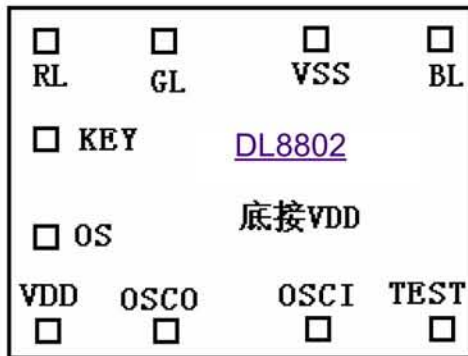 RL GL VSS BL
KEY DL8802
底接VDD
OS
VDD OSCO OSCI TEST